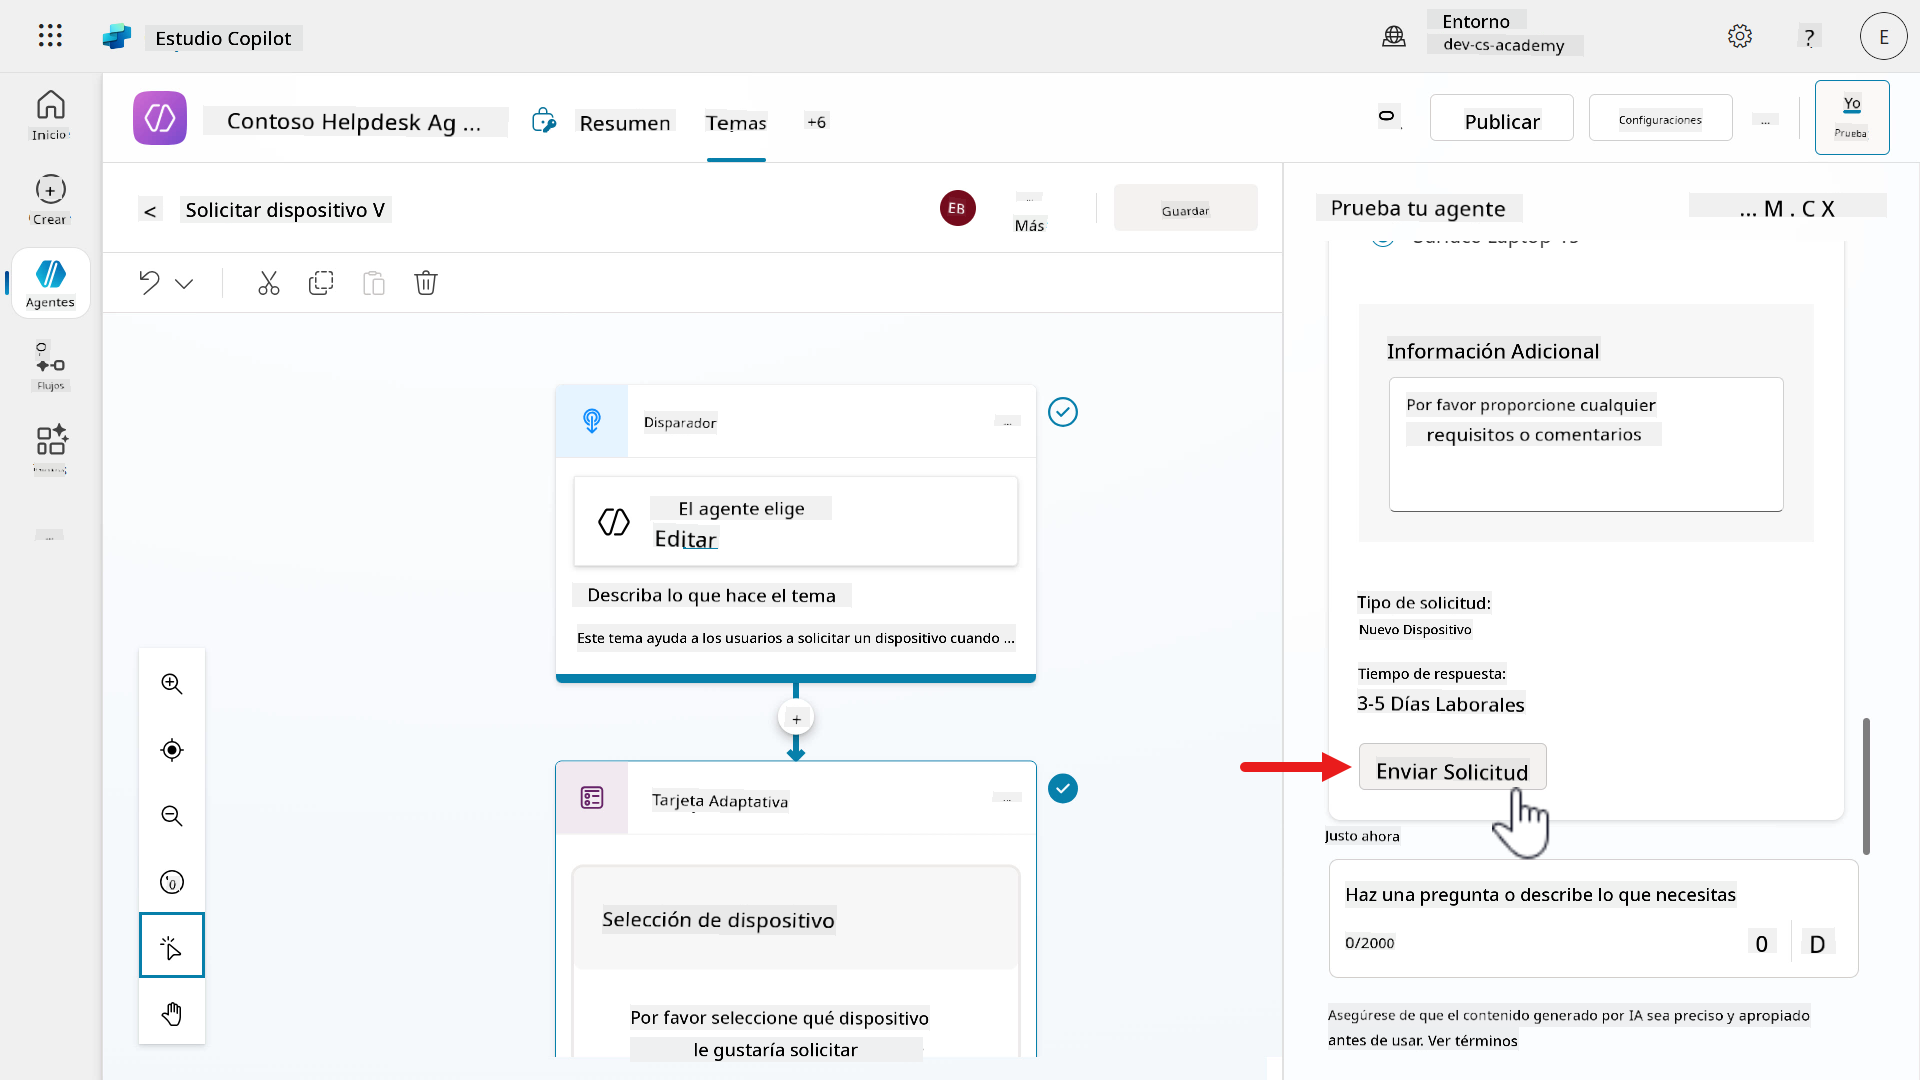 Estudio Copilot
Entorno
dev-cs-academy
?
E
Inicio
Crear
Agentes
Flujos
Contoso Helpdesk Ag ...
Resumen
Temas
+6
Publicar
Configuraciones
...
Yo
Prueba
<
Solicitar dispositivo V
EB
...
Más
Guardar
Disparador
...
El agente elige
Editar
Describa lo que hace el tema
Este tema ayuda a los usuarios a solicitar un dispositivo cuando ...
+
Tarjeta Adaptativa
...
Selección de dispositivo
Por favor seleccione qué dispositivo
le gustaría solicitar
Prueba tu agente
... M . C X
Información Adicional
Por favor proporcione cualquier
requisitos o comentarios
Tipo de solicitud:
Nuevo Dispositivo
Tiempo de respuesta:
3-5 Días Laborales
Enviar Solicitud
Justo ahora
Haz una pregunta o describe lo que necesitas
0/2000
0
D
Asegúrese de que el contenido generado por IA sea preciso y apropiado
antes de usar. Ver términos